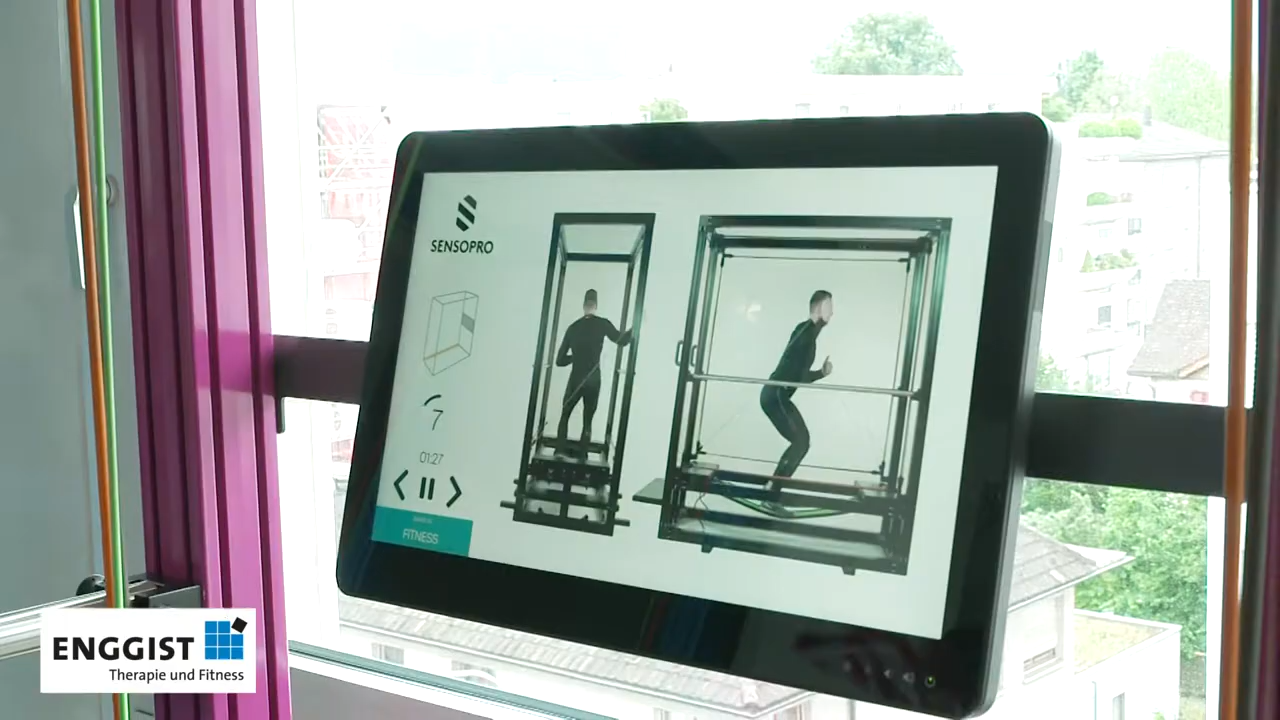 SENSOPRO
7
01:27
FITNESS
ENGGIST
Therapie und Fitness